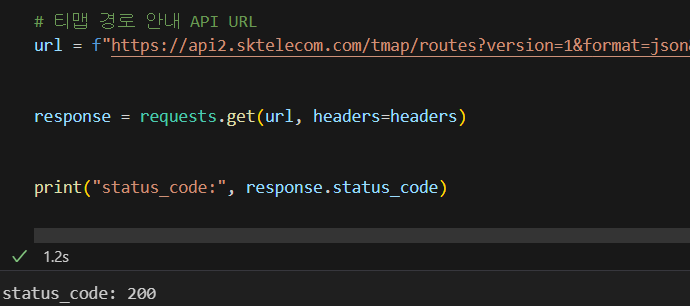 # 티맵 경로 안내 API URL
url = f"https://api2.sktelecom.com/tmap/routes?version=1&format=json&
response = requests.get(url, headers=headers)
print("status_code:", response.status_code)
1.2s
status_code: 200